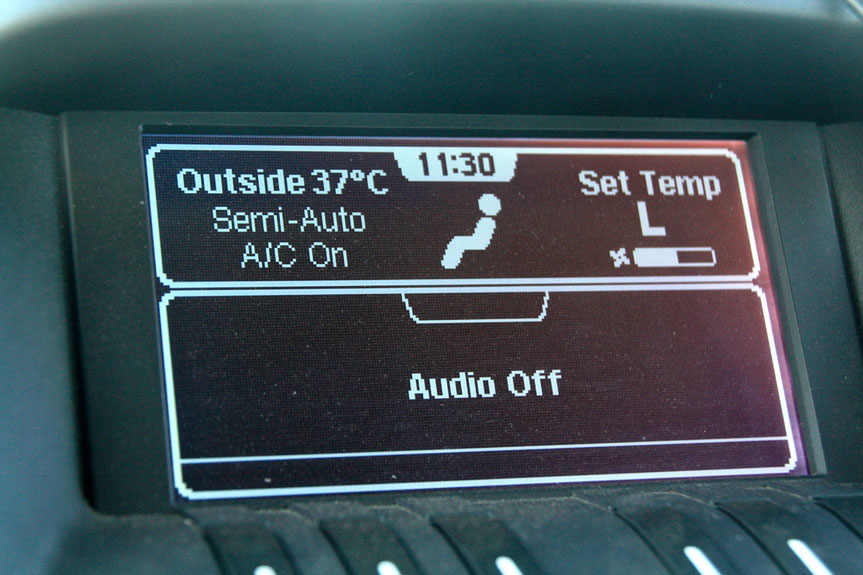 11:30
Outside 37°C
Semi-Auto
A/C On
Set Temp
L
Audio Off